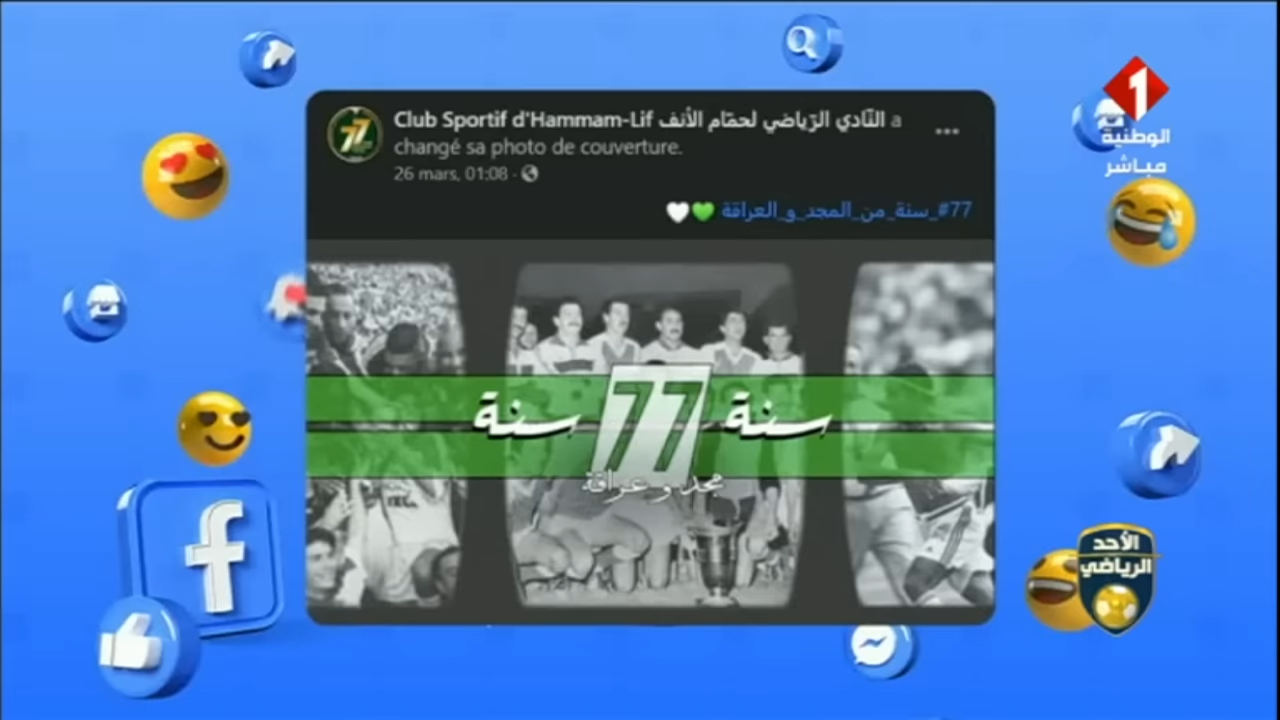 Club Sportif d'Hammam-Lif النّادي الرّياضي لحمّام الأنف a
changé sa photo de couverture.
26 mars, 01:08
#77_سنة_من_المجد_و_العراقة
سنة 77 سنة
مجد و عراقة
77
1
الوطنية
مباشر
الأحد
الرياضي
f